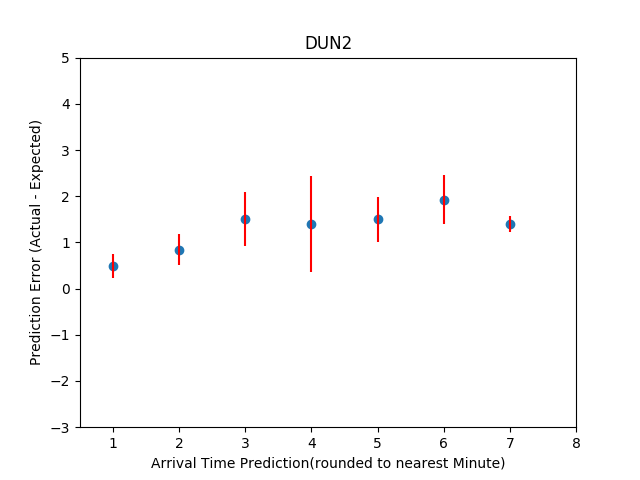 DUN2
5
4
3
2
1
0
−1
−2
−3
Prediction Error (Actual - Expected)
1 2 3 4 5 6 7 8
Arrival Time Prediction(rounded to nearest Minute)